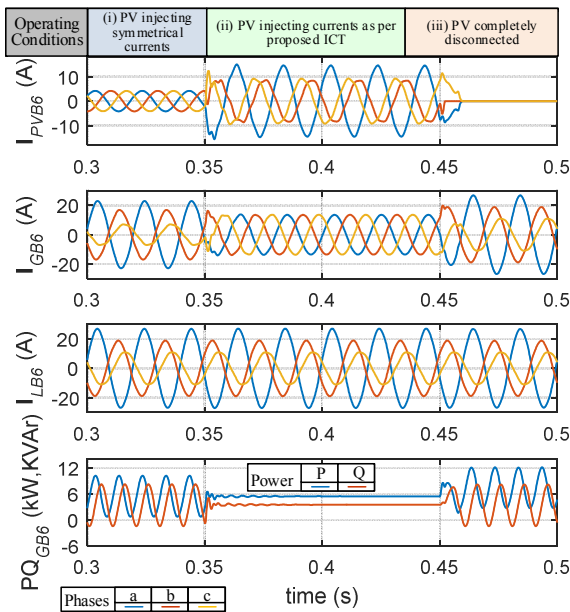 Operating Conditions
(i) PV injecting symmetrical currents
(ii) PV injecting currents as per proposed ICT
(iii) PV completely disconnected
I_PVB6 (A)
10
0
-10
0.3 0.35 0.4 0.45 0.5
I_GB6 (A)
20
0
-20
0.3 0.35 0.4 0.45 0.5
I_LB6 (A)
20
0
-20
0.3 0.35 0.4 0.45 0.5
PQ_GB6 (kW,KVAr)
12
6
0
-6
Power P Q
0.3 0.35 0.4 0.45 0.5
time (s)
Phases a b c